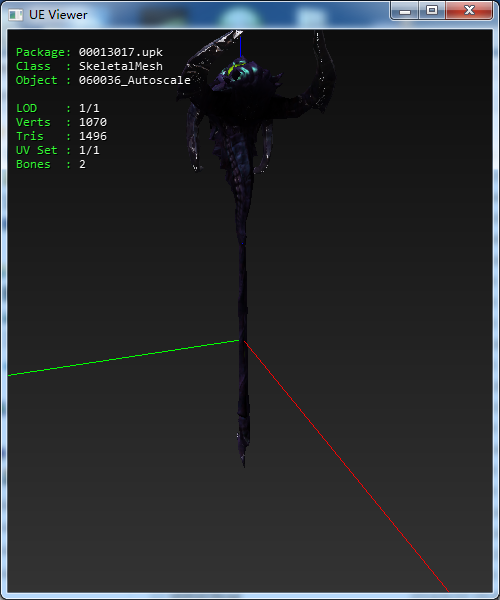 UE Viewer
Package: 00013017.upk
Class : SkeletalMesh
Object : 060036_Autoscale
LOD : 1/1
Verts : 1070
Tris : 1496
UV Set : 1/1
Bones : 2